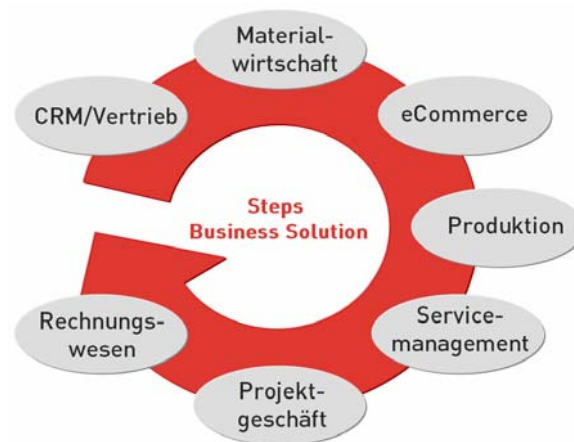 Material-
wirtschaft
CRM/Vertrieb
eCommerce
Steps
Business Solution
Produktion
Rechnungs-
wesen
Service-
management
Projekt-
geschäft